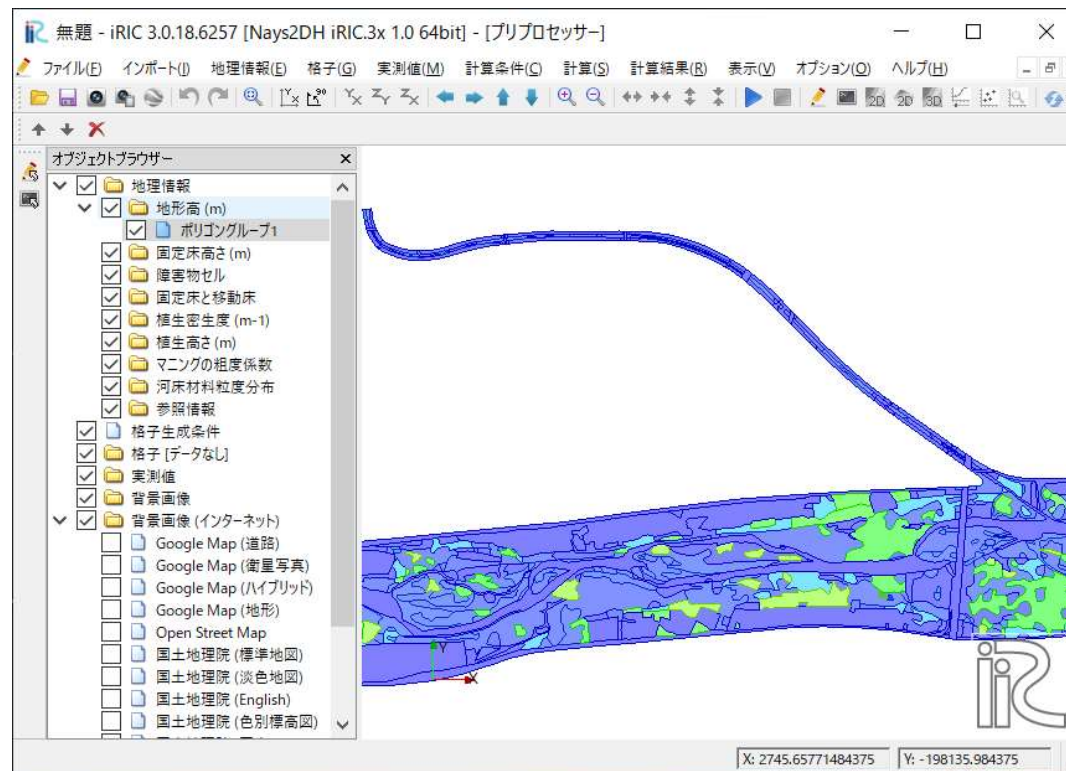 無題 - iRIC 3.0.18.6257 [Nays2DH iRIC.3x 1.0 64bit] - [プリプロセッサー]
ファイル(F) インポート(I) 地理情報(E) 格子(G) 実測値(M) 計算条件(C) 計算(S) 計算結果(R) 表示(V) オプション(O) ヘルプ(H)
オブジェクトブラウザー
地理情報
地形高 (m)
ポリゴングループ1
固定床高さ (m)
障害物セル
固定床と移動床
植生密生度 (m-1)
植生高さ (m)
マニングの粗度係数
河床材料粒度分布
参照情報
格子生成条件
格子 [データなし]
実測値
背景画像
背景画像 (インターネット)
Google Map (道路)
Google Map (衛星写真)
Google Map (ハイブリッド)
Google Map (地形)
Open Street Map
国土地理院 (標準地図)
国土地理院 (淡色地図)
国土地理院 (English)
国土地理院 (色別標高図)
Y
X
iRIC
X: 2745.65771484375 Y: -198135.984375